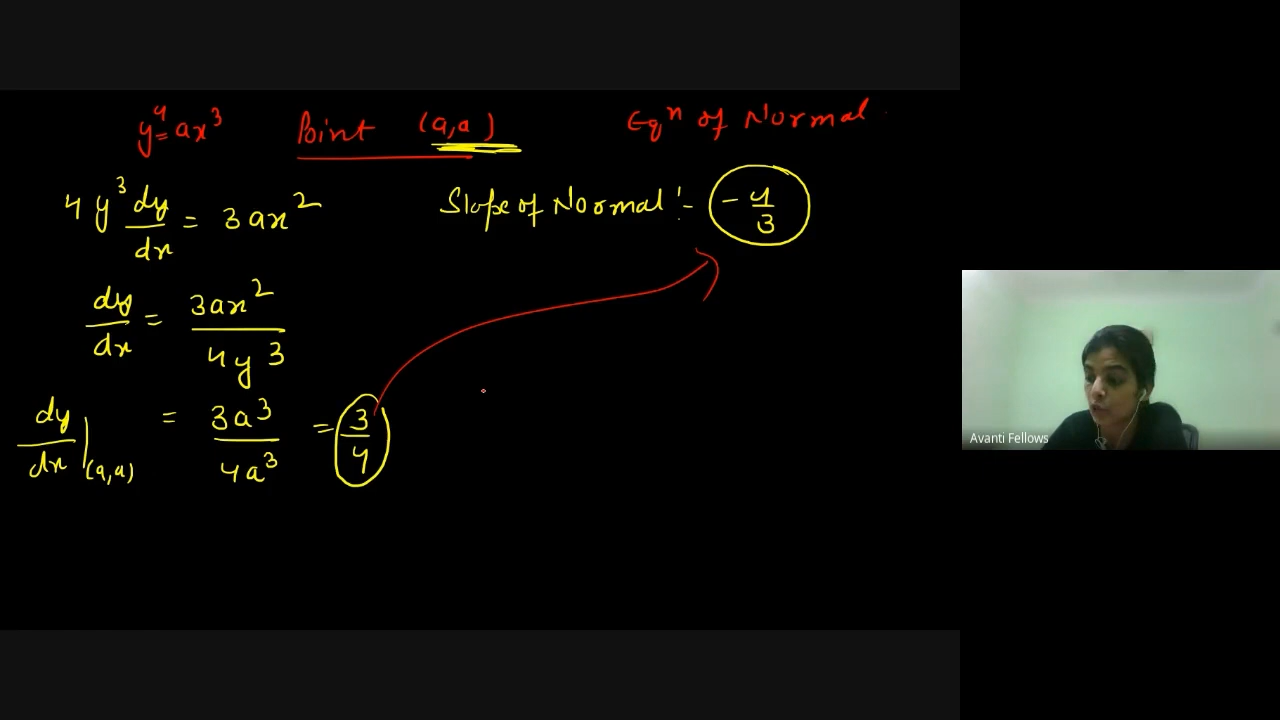 y⁴ = ax³ Point (a,a) Eqⁿ of Normal
4y³ dy/dx = 3ax² Slope of Normal :- -4/3
dy/dx = 3ax²/4y³
dy/dx|(a,a) = 3a³/4a³ = 3/4
Avanti Fellows